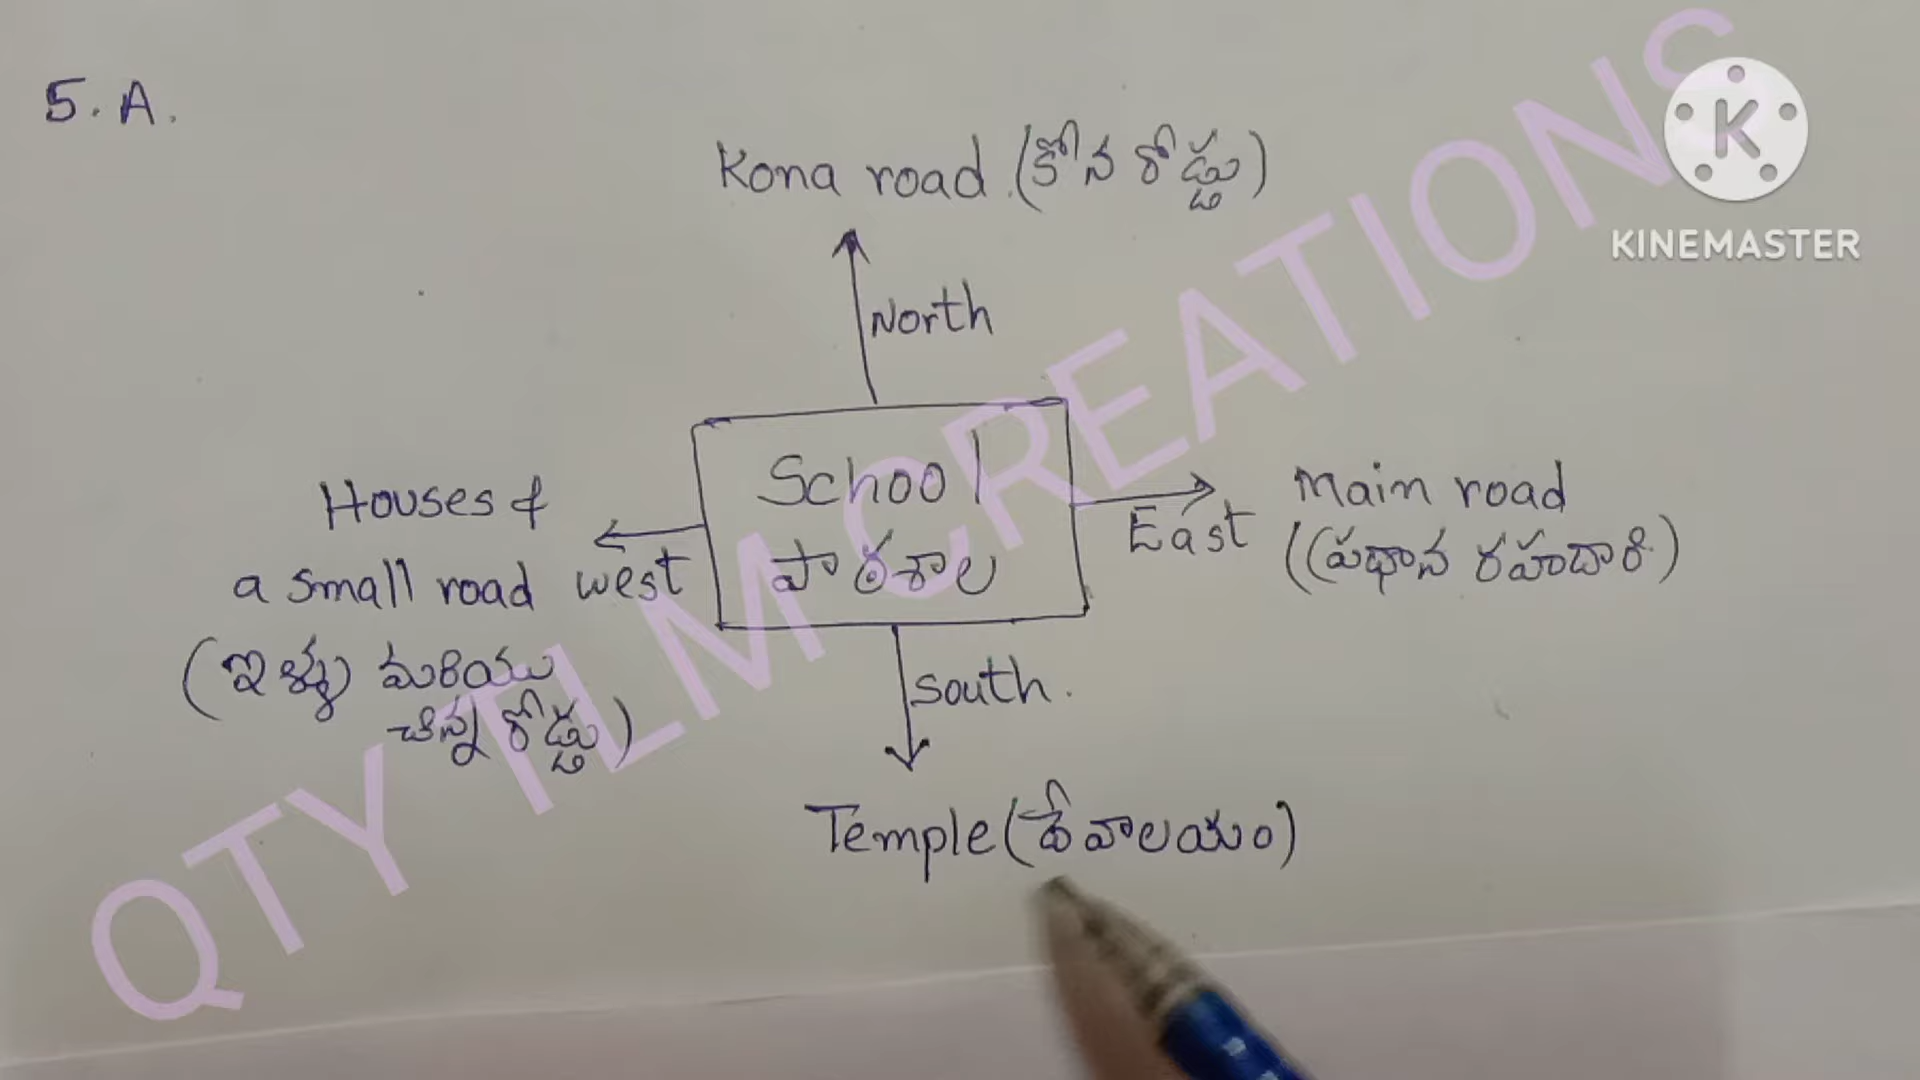 5. A.
Kona road (కోన రోడ్డు)
North
School
పాఠశాల
Houses &
a small road
(ఇళ్ళు మరియు
చిన్న రోడ్డు)
west
East
Main road
(ప్రధాన రహదారి)
South.
Temple (దేవాలయం)
QTY TLM CREATIONS
K
KINEMASTER